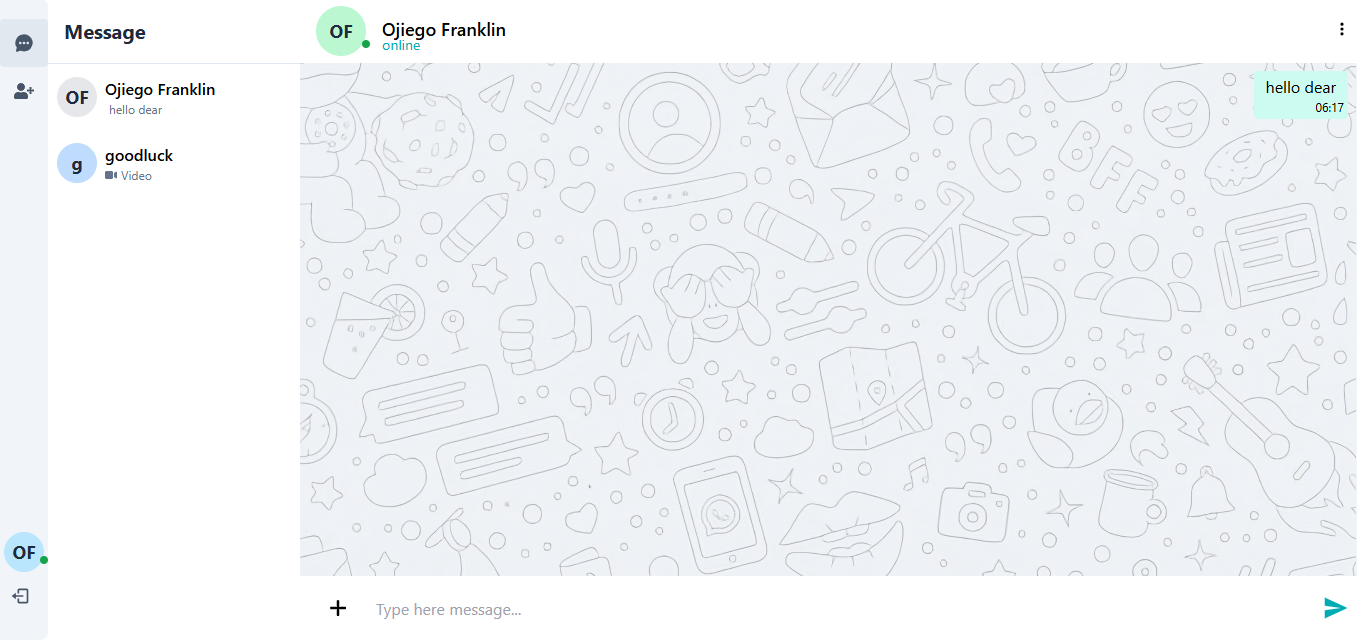 Message
OF
Ojiego Franklin
hello dear
g
goodluck
Video
OF
OF
Ojiego Franklin
online
hello dear
06:17
BFF
Type here message...